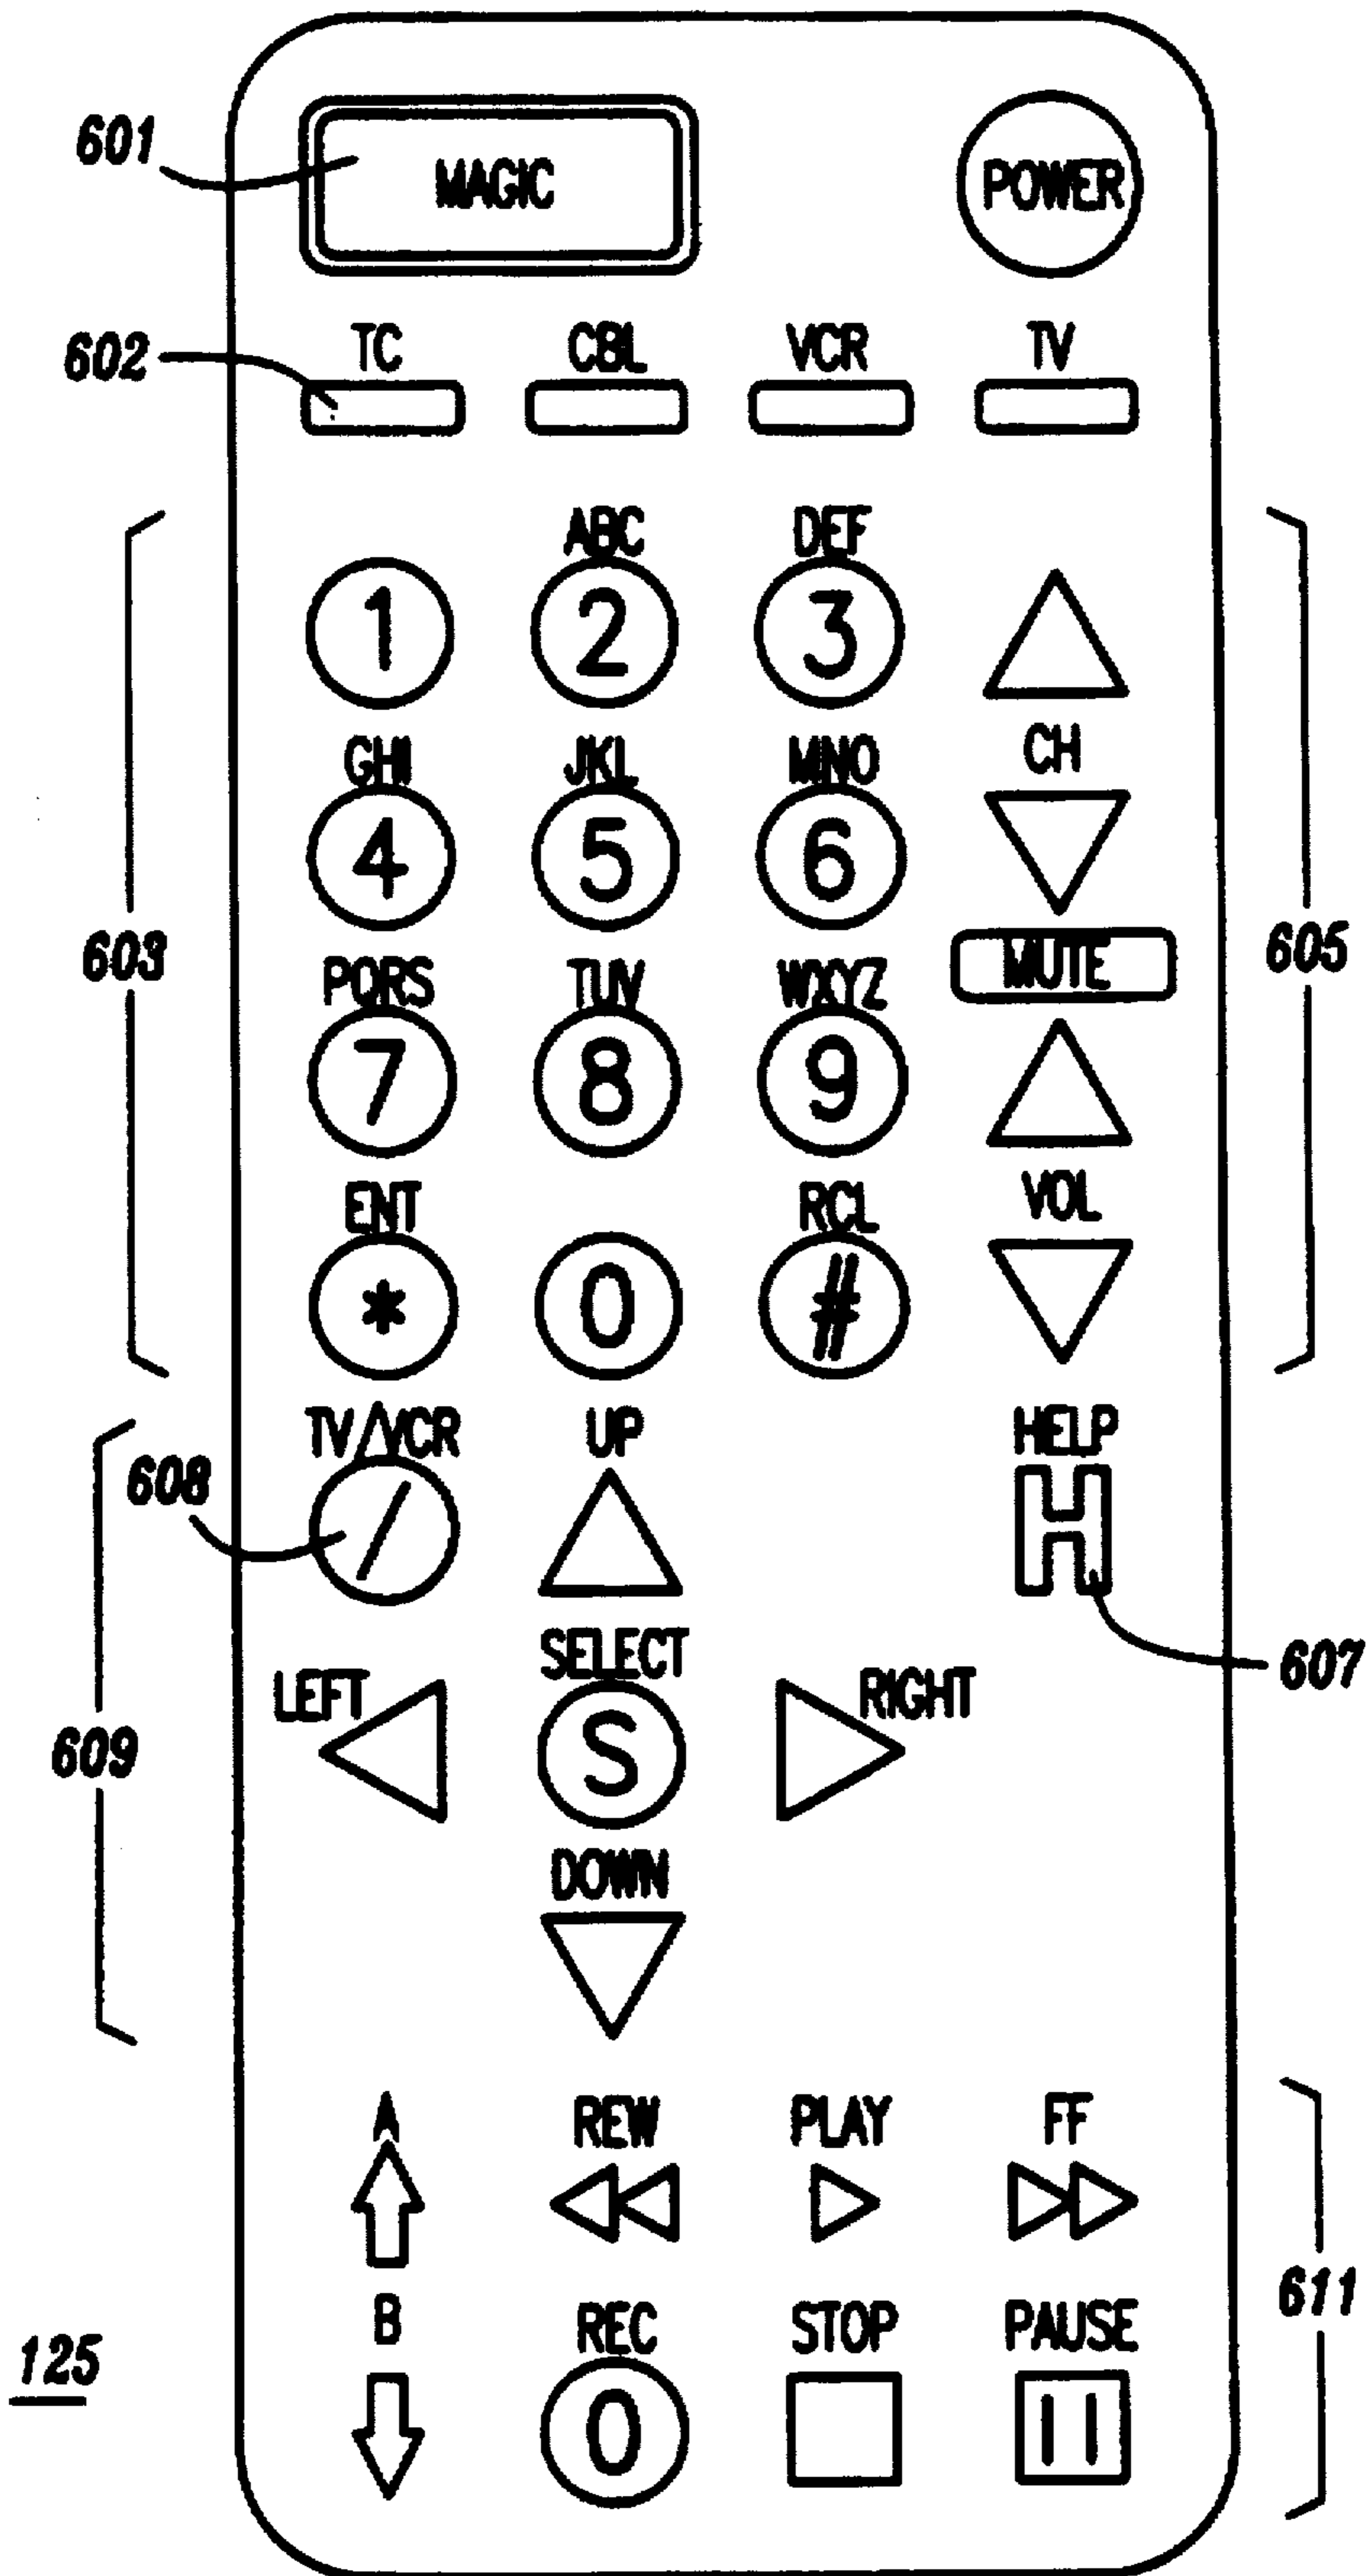 601
MAGIC
POWER
602
TC CBL VCR TV
ABC DEF
1 2 3
GHI JKL MNO CH
4 5 6
603
MUTE
605
PQRS TUV WXYZ
7 8 9
ENT RCL VOL
* 0 #
TV/VCR UP HELP
608
/
H
SELECT
607
LEFT
S
RIGHT
609
DOWN
A REW PLAY FF
611
B REC STOP PAUSE
125
0